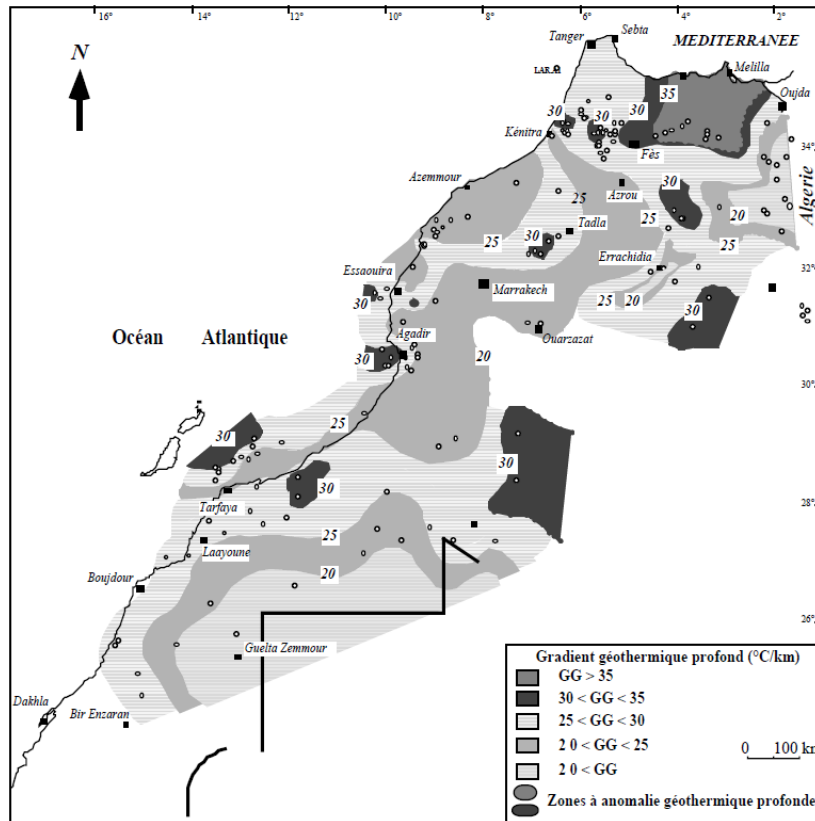 16°
14°
12°
10°
8°
6°
4°
2°
N
Tanger
Sebta
MEDITERRANEE
Melilla
Oujda
35
30
30
30
25
Kénitra
Fès
34°
Azemmour
Azrou
30
25
25
20
25
Algerie
Tadla
30
25
Errachidia
32°
Essaouira
30
Marrakech
25
20
30
Océan Atlantique
Agadir
Ouarzazat
30
20
30°
25
30
30
30
Tarfaya
28°
Laayoune
25
20
Boujdour
26°
Guelta Zemmour
Dakhla
Bir Enzaran
Gradient géothermique profond (°C/km)
GG > 35
30 < GG < 35
25 < GG < 30
2 0 < GG < 25
2 0 < GG
Zones à anomalie géothermique profonde
0 100 km